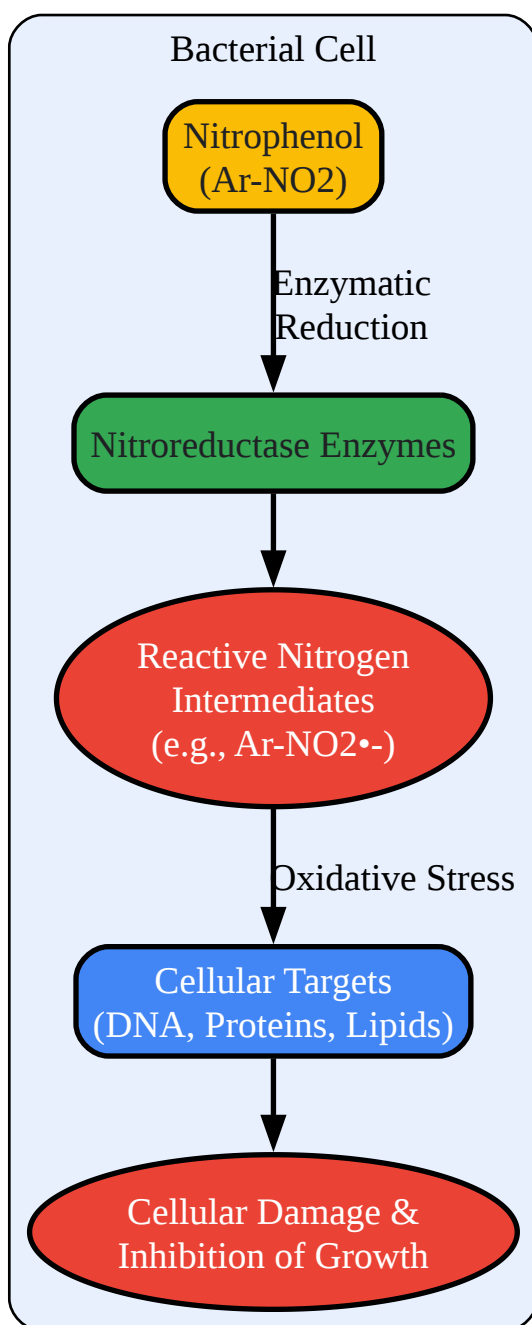 Bacterial Cell
Nitrophenol
(Ar-NO2)
Enzymatic
Reduction
Nitroreductase Enzymes
Reactive Nitrogen
Intermediates
(e.g., Ar-NO2•-)
Oxidative Stress
Cellular Targets
(DNA, Proteins, Lipids)
Cellular Damage &
Inhibition of Growth